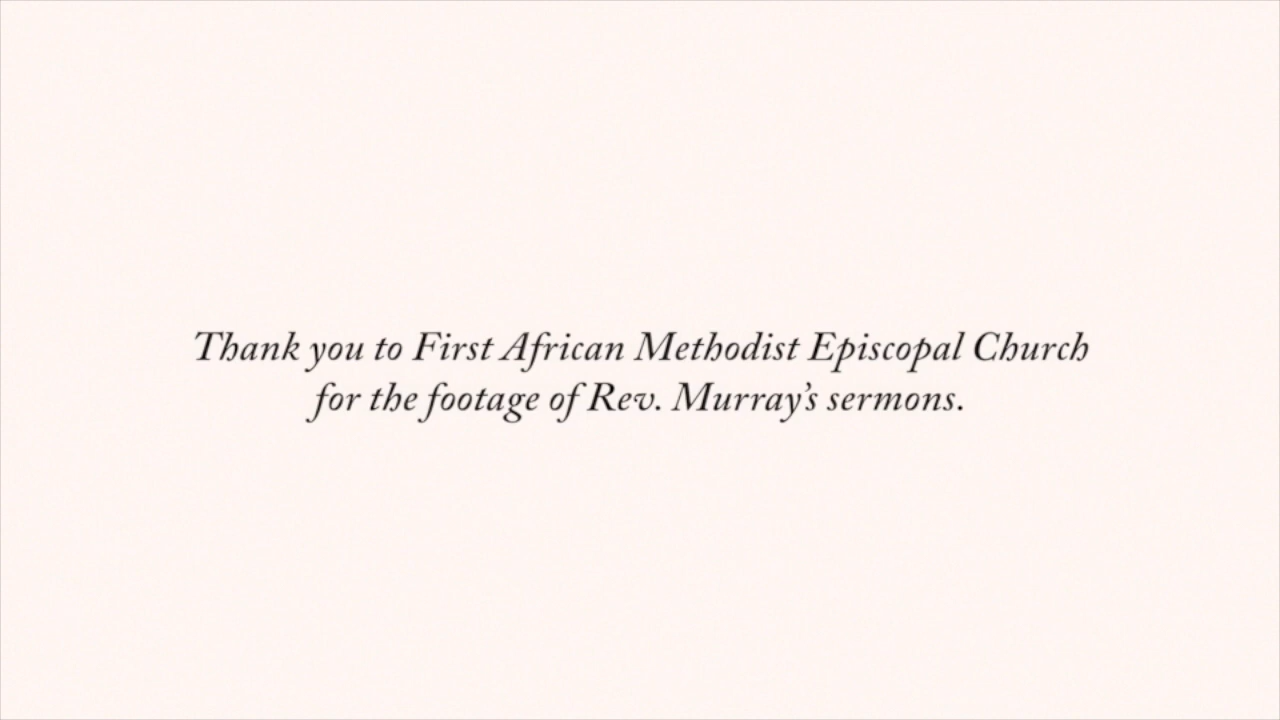 Thank you to First African Methodist Episcopal Church
for the footage of Rev. Murray’s sermons.